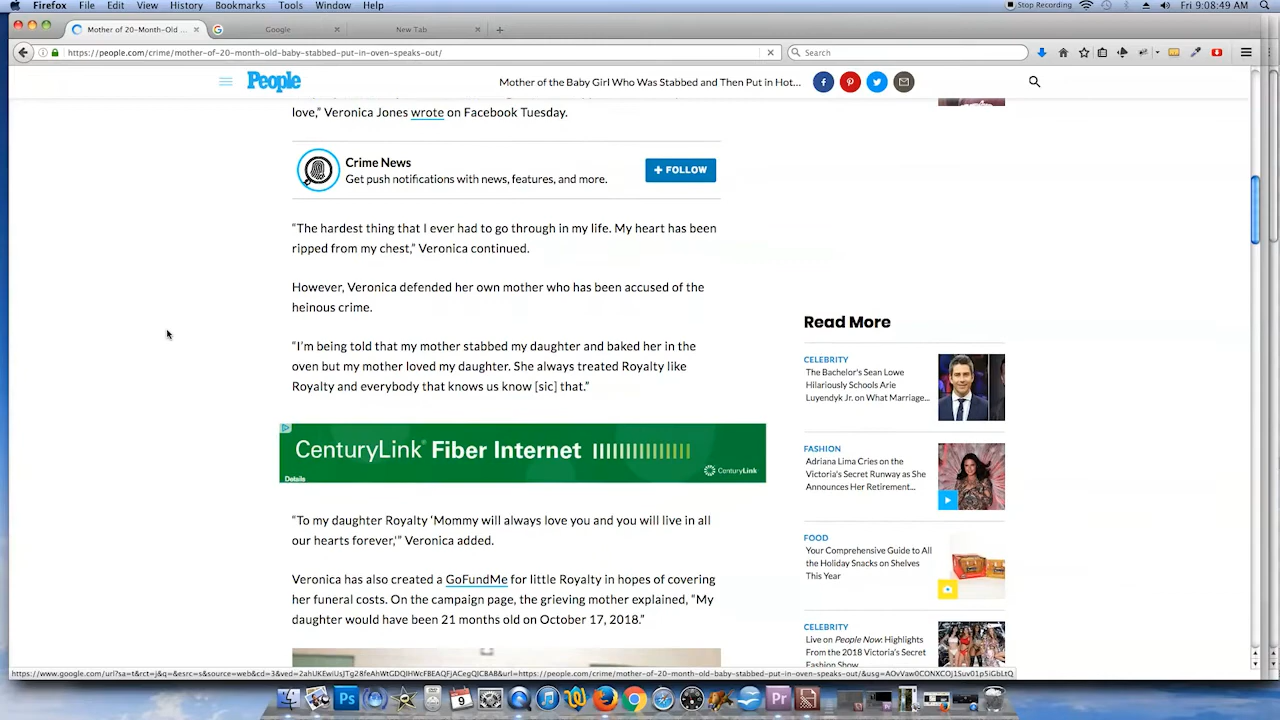 Firefox File Edit View History Bookmarks Tools Window Help
Stop Recording Fri 9:08:49 AM
Mother of 20-Month-Old ...
Google
New Tab
https://people.com/crime/mother-of-20-month-old-baby-stabbed-put-in-oven-speaks-out/
Search
People
Mother of the Baby Girl Who Was Stabbed and Then Put in Hot...
love,” Veronica Jones wrote on Facebook Tuesday.
Crime News
Get push notifications with news, features, and more.
+ FOLLOW
“The hardest thing that I ever had to go through in my life. My heart has been
ripped from my chest,” Veronica continued.
However, Veronica defended her own mother who has been accused of the
heinous crime.
“I’m being told that my mother stabbed my daughter and baked her in the
oven but my mother loved my daughter. She always treated Royalty like
Royalty and everybody that knows us know [sic] that.”
CenturyLink Fiber Internet
CenturyLink
Details
“To my daughter Royalty ‘Mommy will always love you and you will live in all
our hearts forever,’” Veronica added.
Veronica has also created a GoFundMe for little Royalty in hopes of covering
her funeral costs. On the campaign page, the grieving mother explained, “My
daughter would have been 21 months old on October 17, 2018.”
Read More
CELEBRITY
The Bachelor's Sean Lowe
Hilariously Schools Arie
Luyendyk Jr. on What Marriage...
FASHION
Adriana Lima Cries on the
Victoria's Secret Runway as She
Announces Her Retirement...
FOOD
Your Comprehensive Guide to All
the Holiday Snacks on Shelves
This Year
CELEBRITY
Live on People Now: Highlights
From the 2018 Victoria's Secret
Fashion Show
Ps
9
Pr